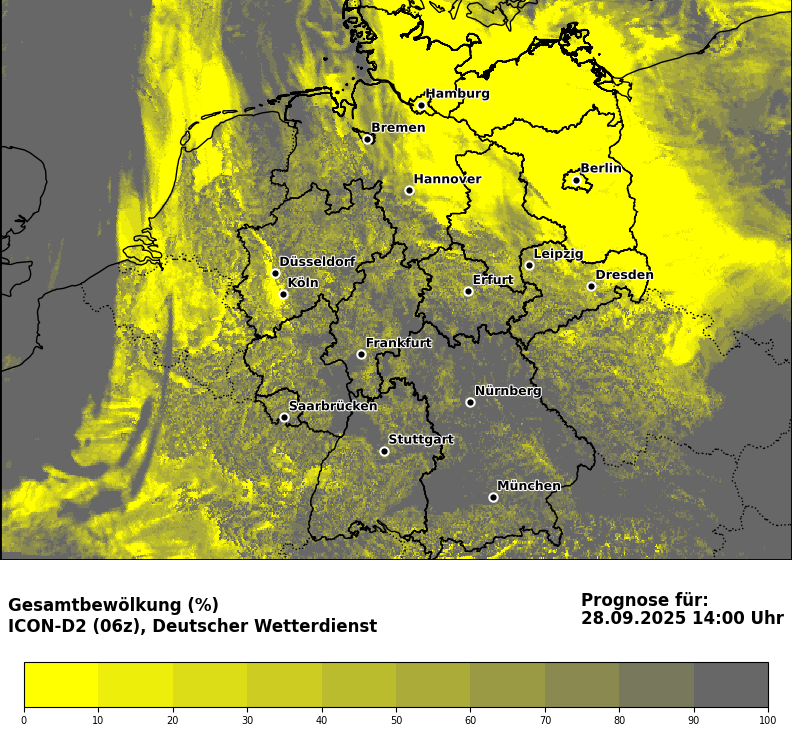 Hamburg
Bremen
Berlin
Hannover
Leipzig
Düsseldorf
Dresden
Erfurt
Köln
Frankfurt
Nürnberg
Saarbrücken
Stuttgart
München
Gesamtbewölkung (%)
ICON-D2 (06z), Deutscher Wetterdienst
Prognose für:
28.09.2025 14:00 Uhr
0 10 20 30 40 50 60 70 80 90 100